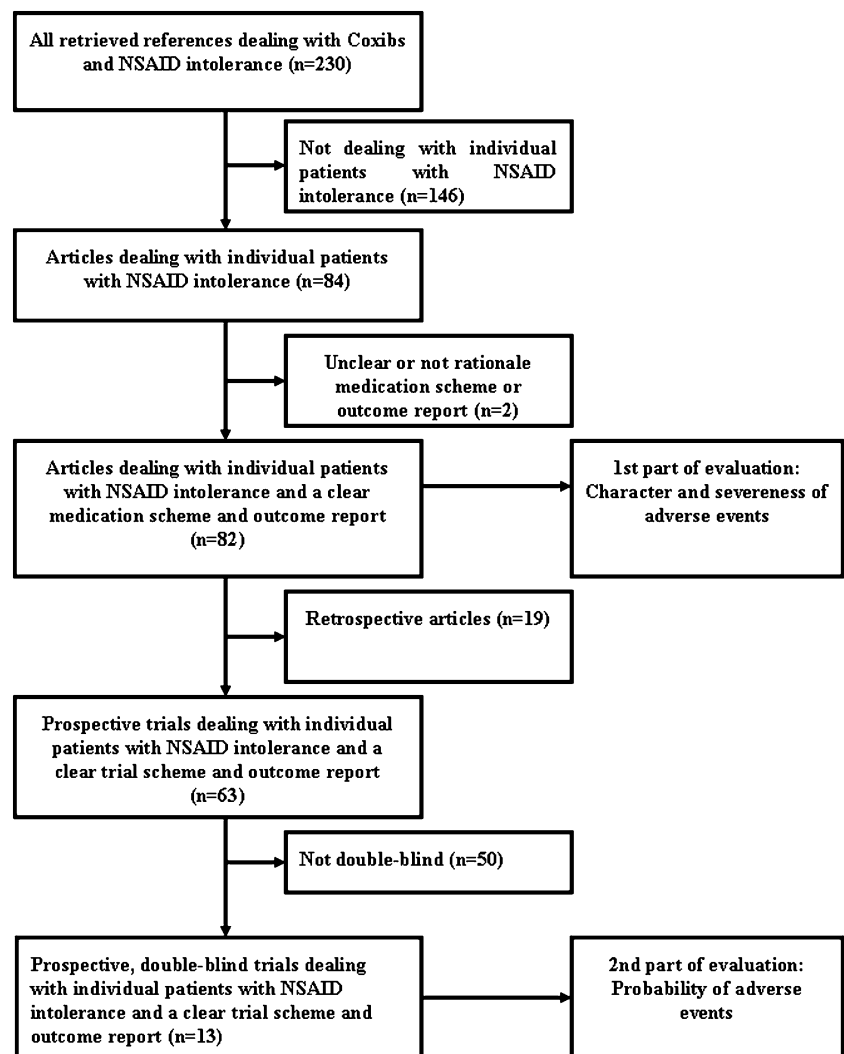 All retrieved references dealing with Coxibs
and NSAID intolerance (n=230)
Not dealing with individual
patients with NSAID
intolerance (n=146)
Articles dealing with individual patients
with NSAID intolerance (n=84)
Unclear or not rationale
medication scheme or
outcome report (n=2)
Articles dealing with individual patients
with NSAID intolerance and a clear
medication scheme and outcome report
(n=82)
1st part of evaluation:
Character and severeness of
adverse events
Retrospective articles (n=19)
Prospective trials dealing with individual
patients with NSAID intolerance and a
clear trial scheme and outcome report
(n=63)
Not double-blind (n=50)
Prospective, double-blind trials dealing
with individual patients with NSAID
intolerance and a clear trial scheme and
outcome report (n=13)
2nd part of evaluation:
Probability of adverse
events